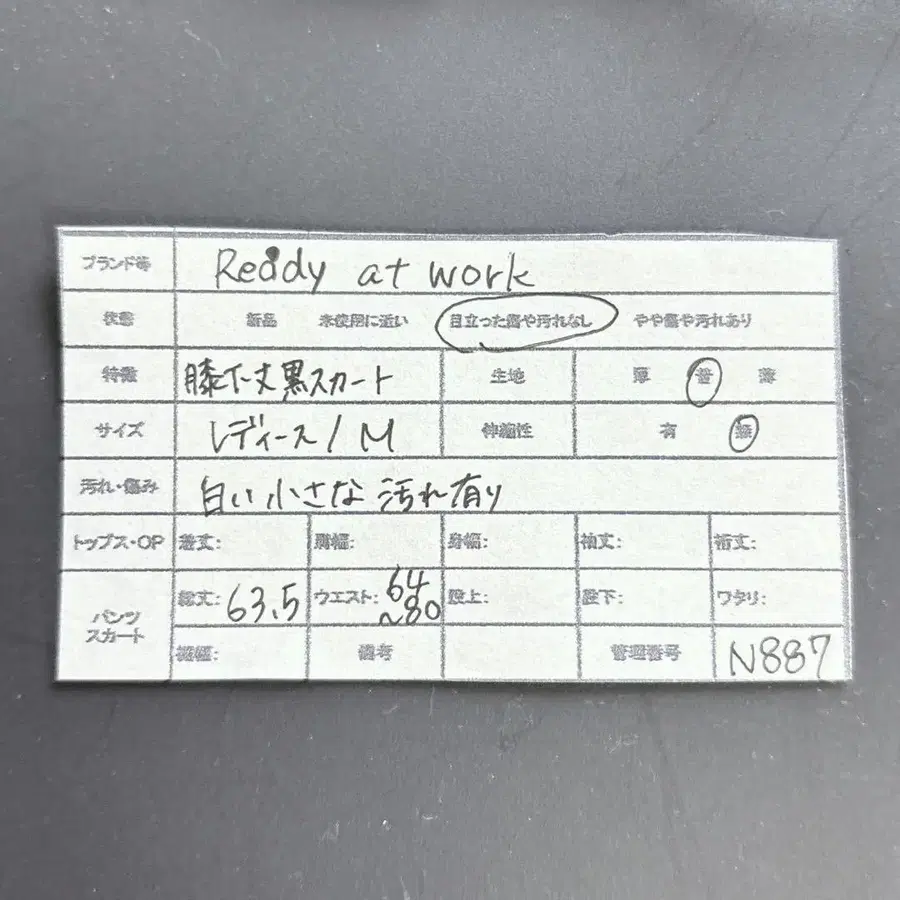 ブランド等 Ready at work
状態 新品 未使用に近い 目立った傷や汚れなし やや傷や汚れあり
特徴 膝下丈黒スカート 生地 厚 普 薄
サイズ レディース/M 伸縮性 有 無
汚れ・傷み 白い小さな汚れ有り
トップス・OP 着丈: 肩幅: 身幅: 袖丈: 裄丈:
パンツ スカート 総丈: 63.5 ウエスト: 64 ~80 股上: 股下: ワタリ:
裾幅: 備考 管理番号 N887